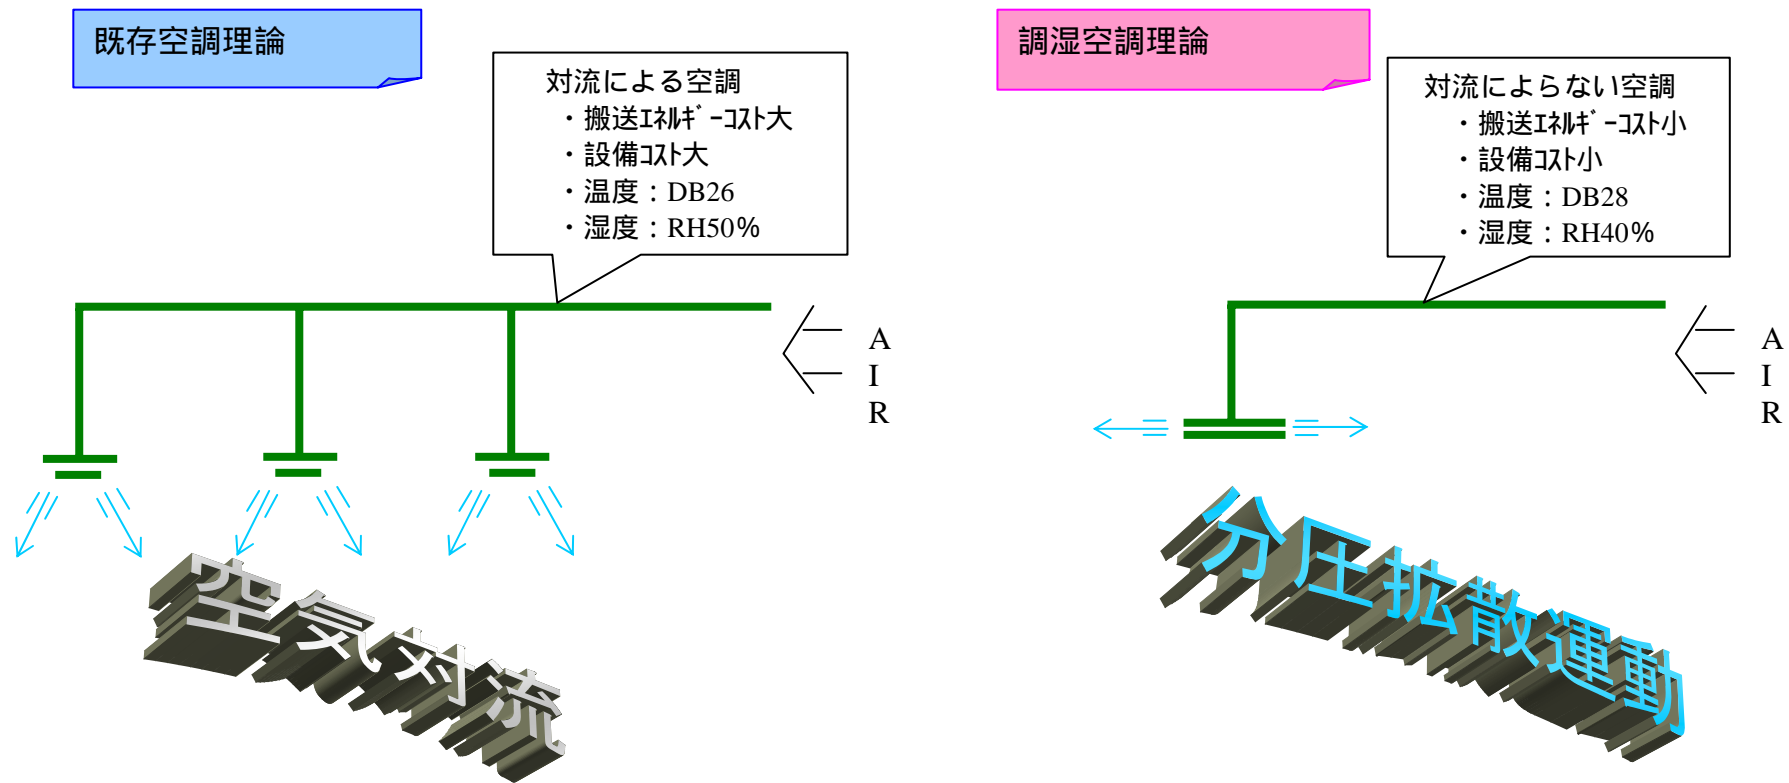 既存空調理論
対流による空調
・搬送ｴﾈﾙｷﾞｰｺｽﾄ大
・設備ｺｽﾄ大
・温度：DB26
・湿度：RH50%
A
I
R
空気対流
調湿空調理論
対流によらない空調
・搬送ｴﾈﾙｷﾞｰｺｽﾄ小
・設備ｺｽﾄ小
・温度：DB28
・湿度：RH40%
A
I
R
分圧拡散運動